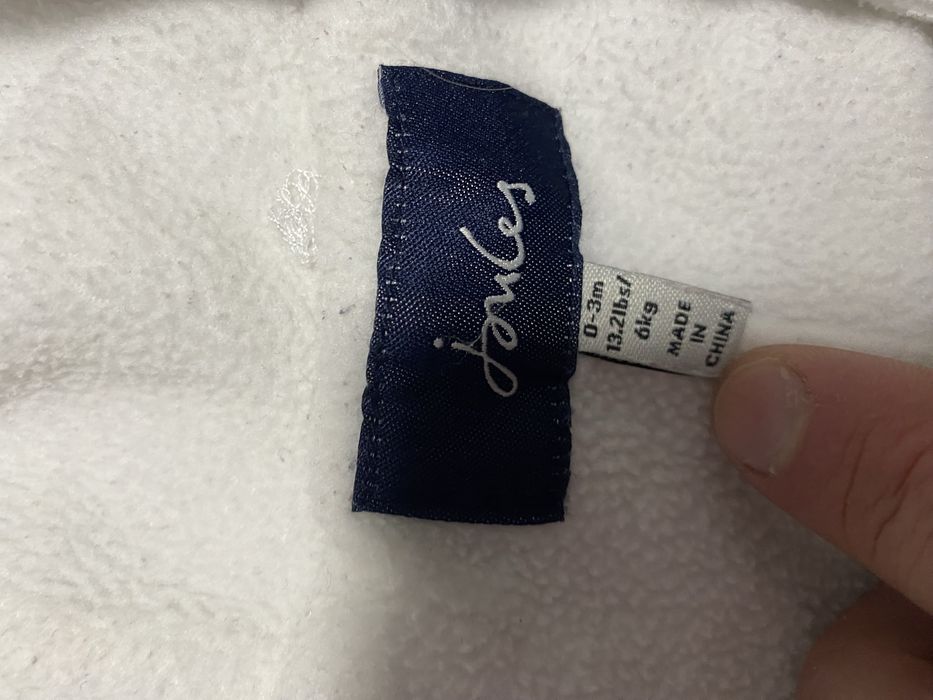 joules
0-3m
13.2lbs/
6kg
MADE
IN
CHINA